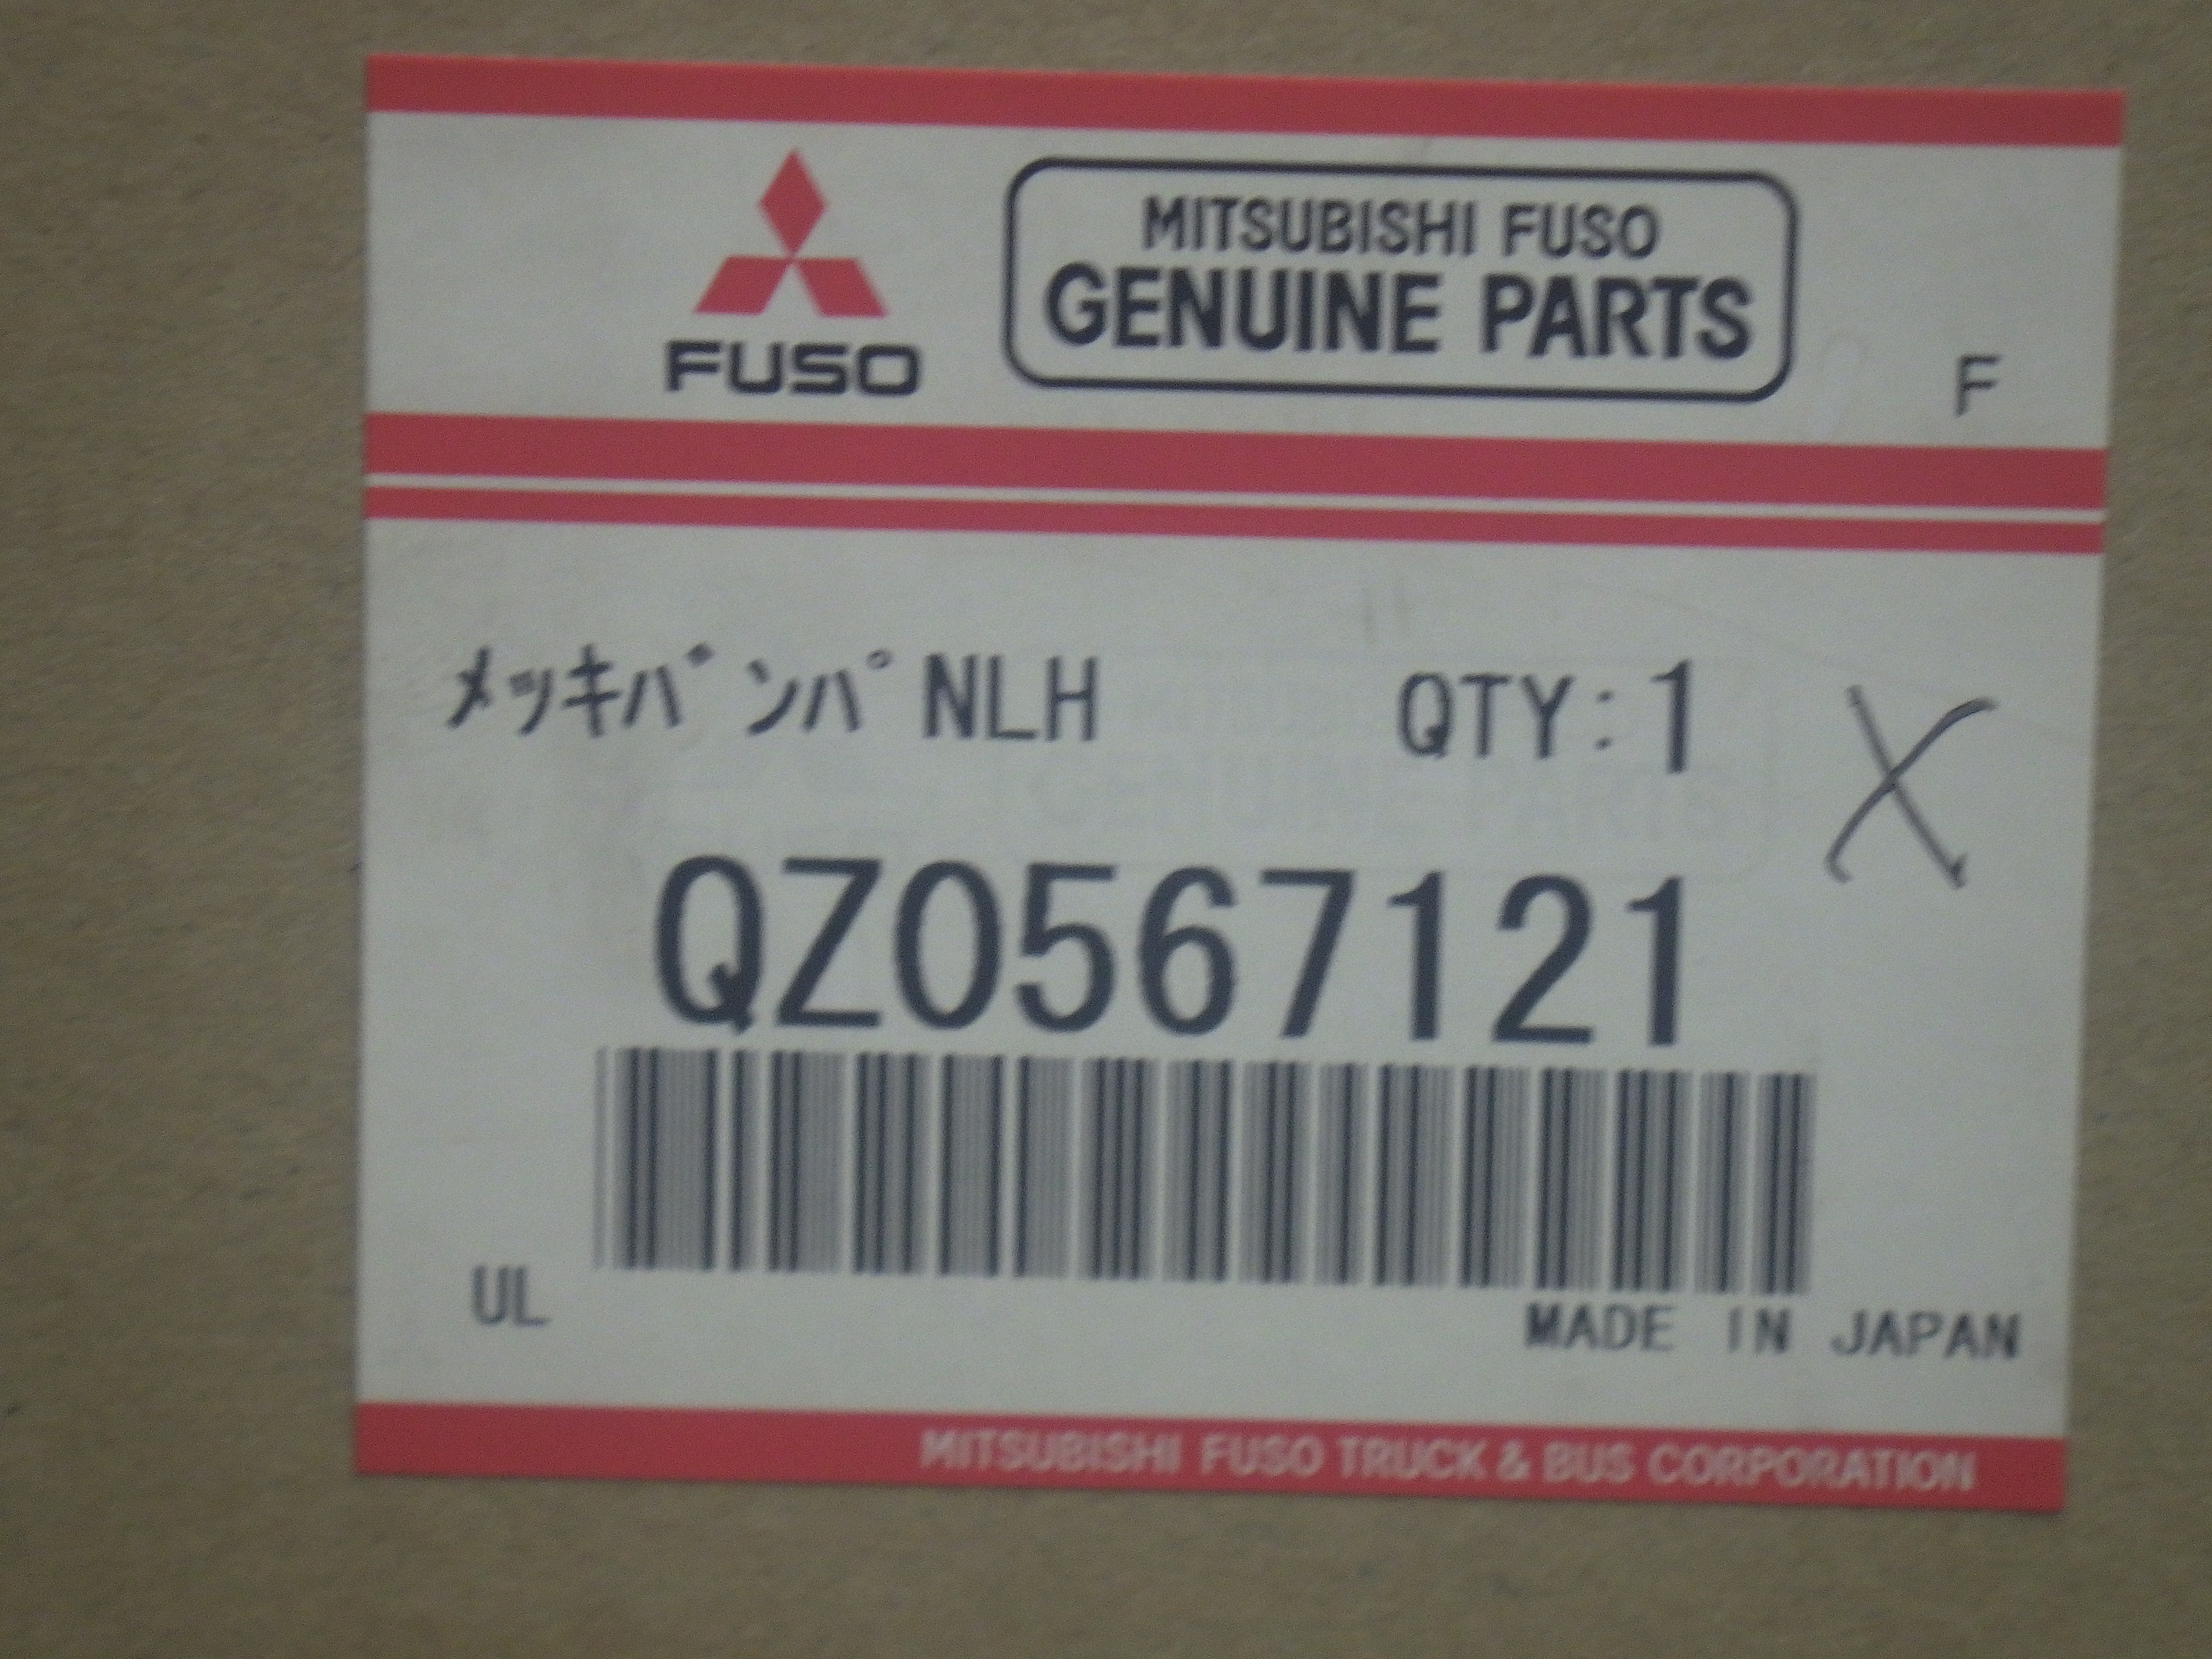 FUSO
MITSUBISHI FUSO
GENUINE PARTS
F
ﾒｯｷﾊﾞﾝﾊﾟNLH QTY:1
X
QZ0567121
UL
MADE IN JAPAN
MITSUBISHI FUSO TRUCK & BUS CORPORATION